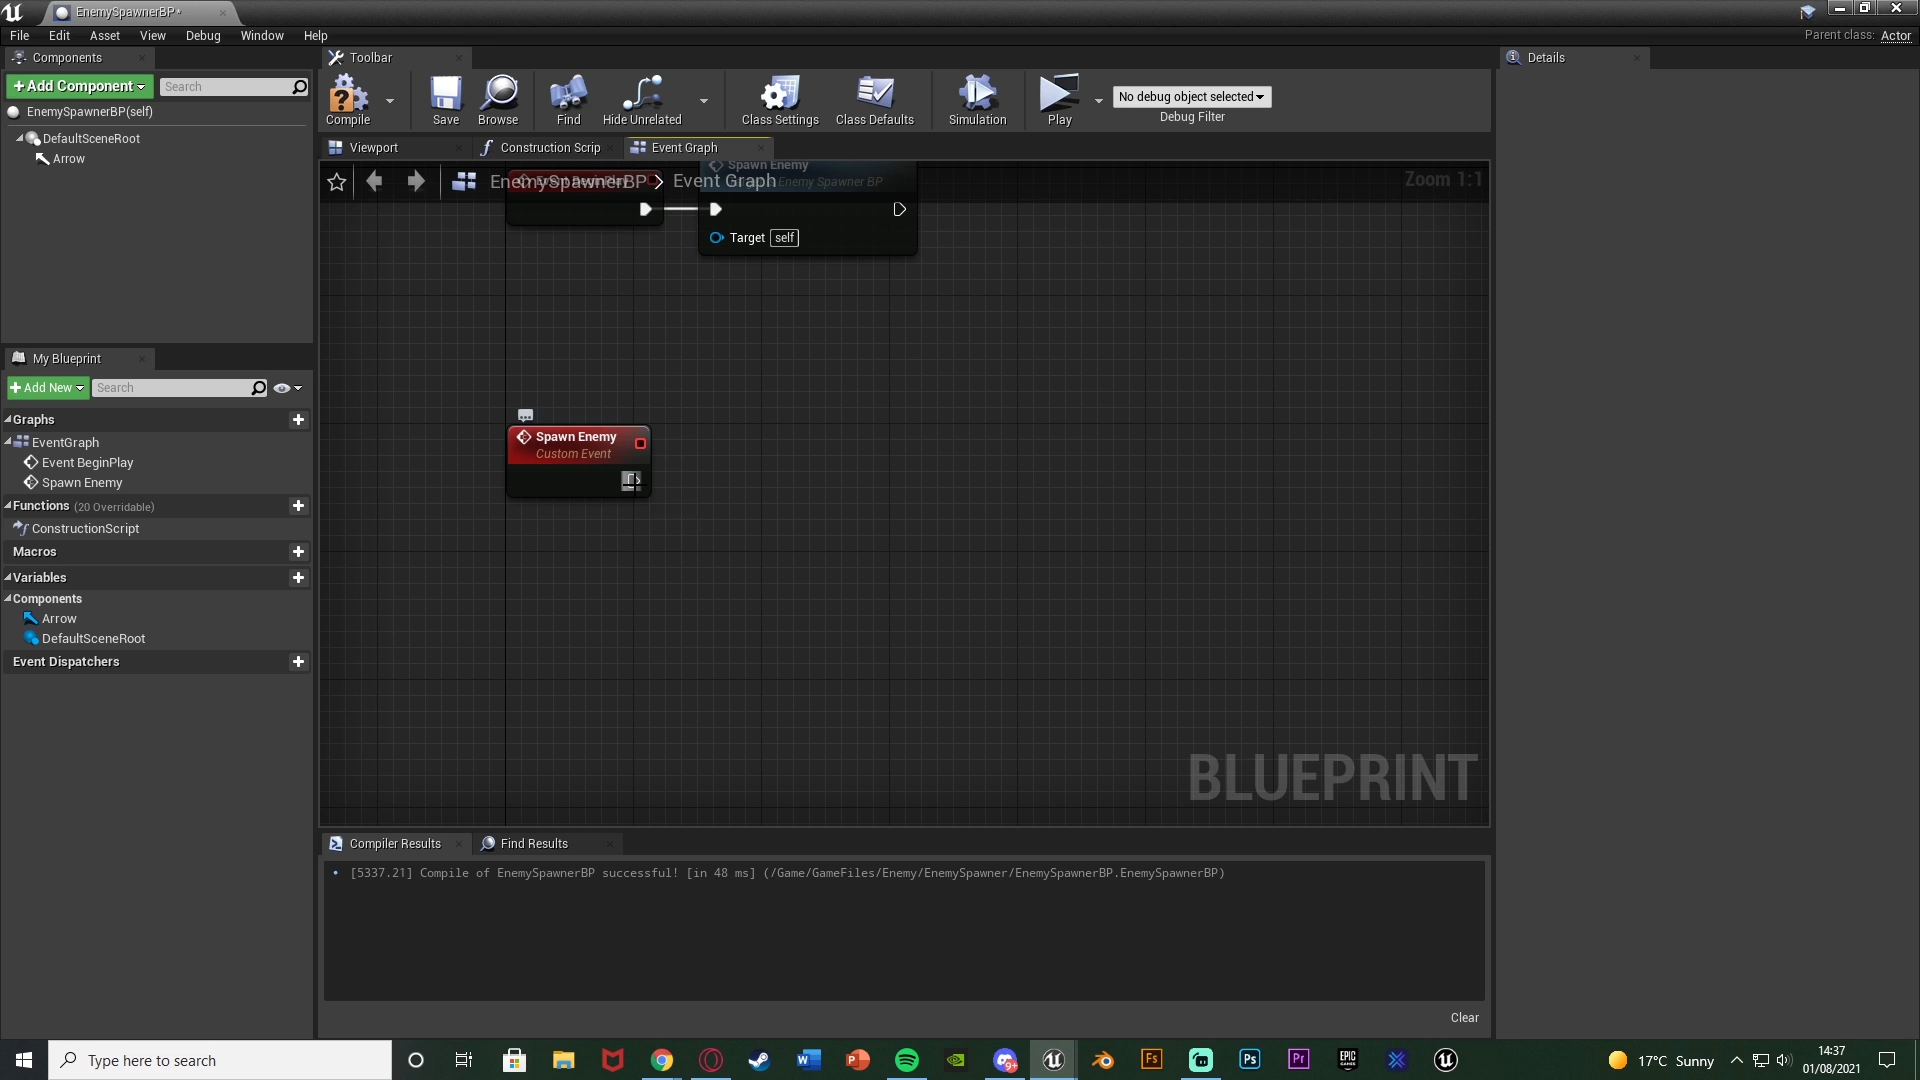 EnemySpawnerBP*
File Edit Asset View Debug Window Help
Parent class: Actor
Components
Toolbar
Details
+Add Component
Search
EnemySpawnerBP(self)
DefaultSceneRoot
Arrow
Compile
Save
Browse
Find
Hide Unrelated
Class Settings
Class Defaults
Simulation
Play
No debug object selected
Debug Filter
Viewport
Construction Scrip
Event Graph
Spawn Enemy
EnemySpawnerBP > Event Graph
Enemy Spawner BP
Zoom 1:1
Target self
My Blueprint
+Add New
Search
Graphs
EventGraph
Event BeginPlay
Spawn Enemy
Functions (20 Overridable)
ConstructionScript
Macros
Variables
Components
Arrow
DefaultSceneRoot
Event Dispatchers
Spawn Enemy
Custom Event
BLUEPRINT
Compiler Results
Find Results
[5337.21] Compile of EnemySpawnerBP successful! [in 48 ms] (/Game/GameFiles/Enemy/EnemySpawner/EnemySpawnerBP.EnemySpawnerBP)
Clear
Type here to search
17°C Sunny
14:37
01/08/2021